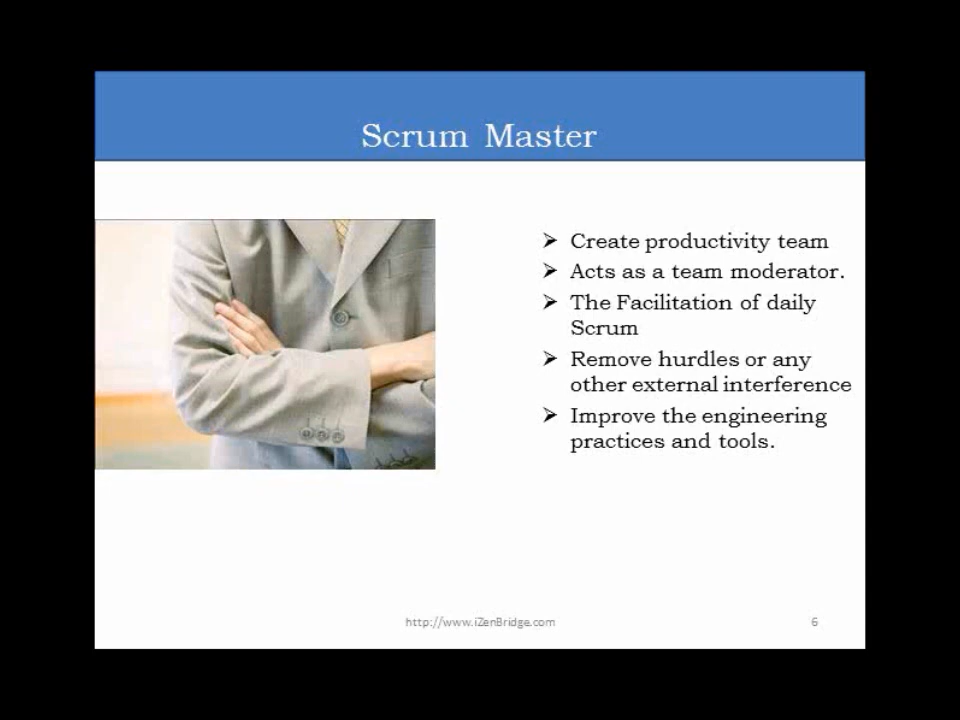 Scrum Master
➢ Create productivity team
➢ Acts as a team moderator.
➢ The Facilitation of daily
Scrum
➢ Remove hurdles or any
other external interference
➢ Improve the engineering
practices and tools.
http://www.iZenBridge.com
6